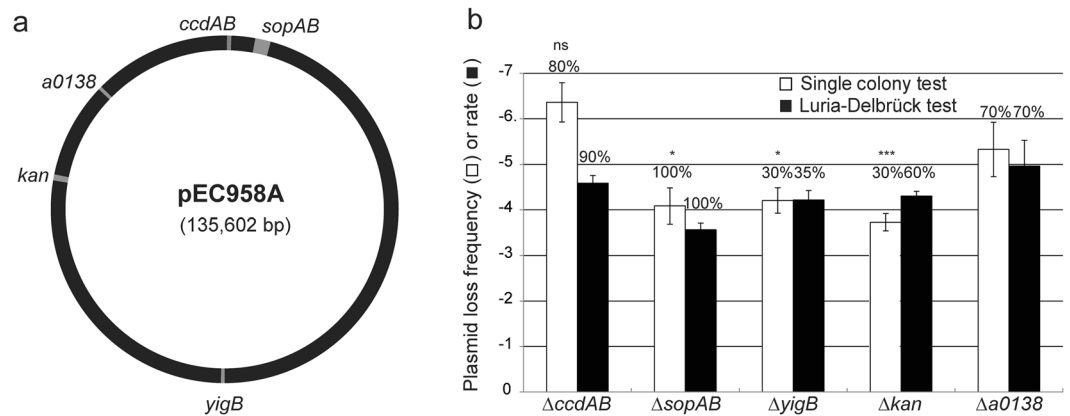 a
ccdAB
sopAB
a0138
kan
pEC958A
(135,602 bp)
yigB
b
Plasmid loss frequency (□) or rate (■)
-7
-6
-5
-4
-3
-2
-1
0
□ Single colony test
■ Luria-Delbrück test
ns
80%
90%
*
100%
100%
*
30% 35%
***
30% 60%
70% 70%
ΔccdAB
ΔsopAB
ΔyigB
Δkan
Δa0138